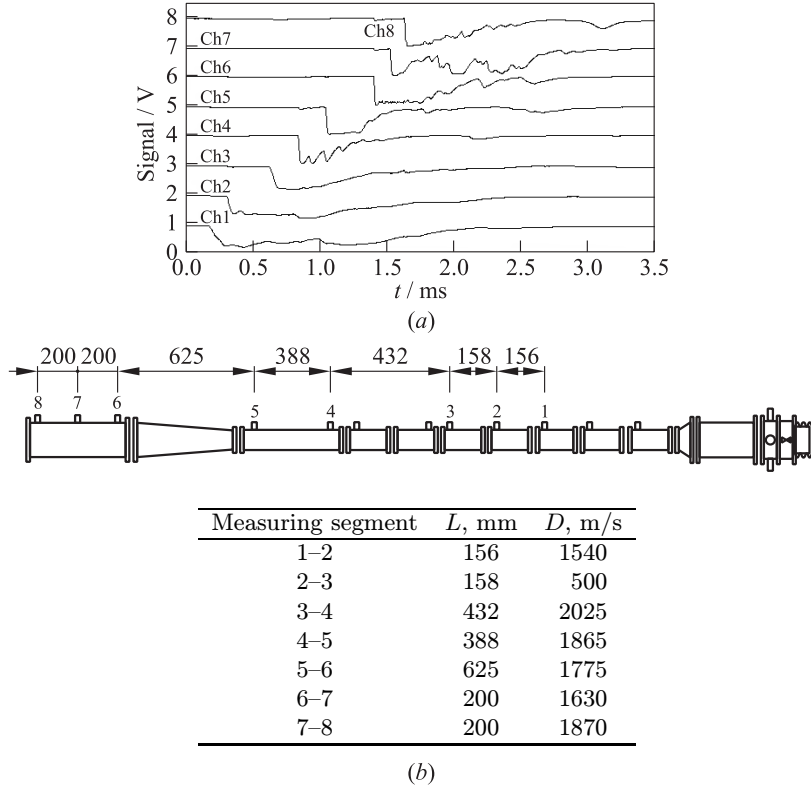 8
7
6
5
4
3
2
1
0
Signal / V
Ch8
Ch7
Ch6
Ch5
Ch4
Ch3
Ch2
Ch1
0.0 0.5 1.0 1.5 2.0 2.5 3.0 3.5
t / ms
(a)
200 200 625 388 432 158 156
8 7 6 5 4 3 2 1
Measuring segment L, mm D, m/s
1–2 156 1540
2–3 158 500
3–4 432 2025
4–5 388 1865
5–6 625 1775
6–7 200 1630
7–8 200 1870
(b)